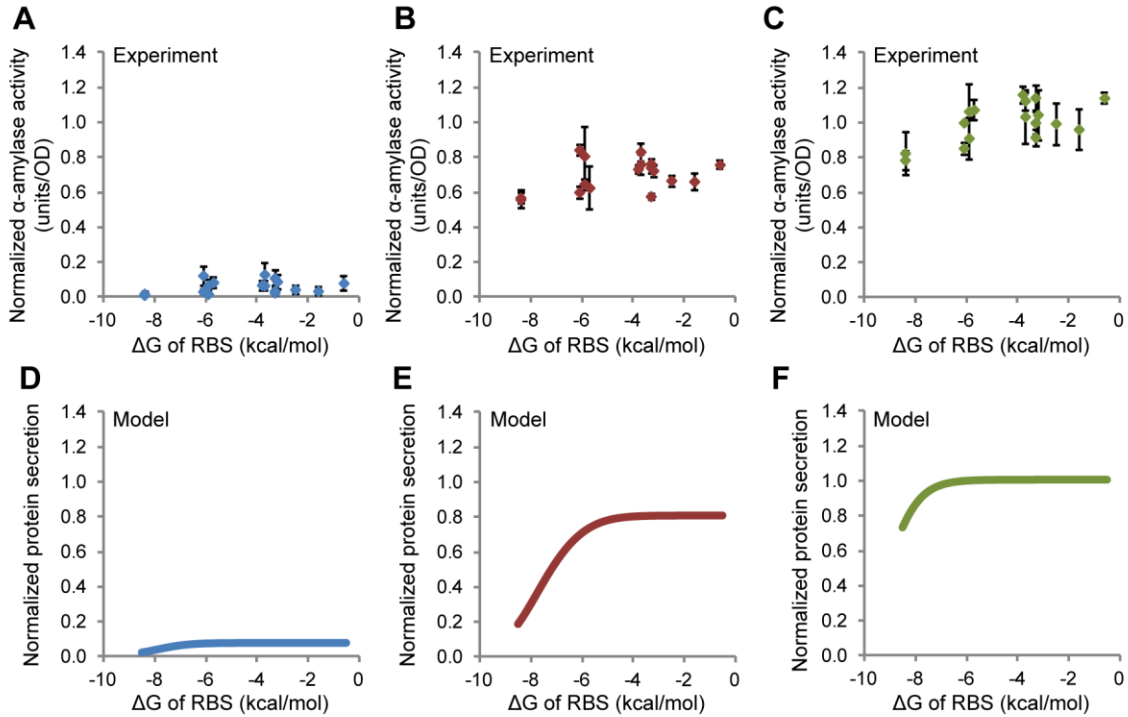 A
Normalized α-amylase activity
(units/OD)
Experiment
1.4
1.2
1.0
0.8
0.6
0.4
0.2
0.0
-10 -8 -6 -4 -2 0
ΔG of RBS (kcal/mol)
B
Normalized α-amylase activity
(units/OD)
Experiment
1.4
1.2
1.0
0.8
0.6
0.4
0.2
0.0
-10 -8 -6 -4 -2 0
ΔG of RBS (kcal/mol)
C
Normalized α-amylase activity
(units/OD)
Experiment
1.4
1.2
1.0
0.8
0.6
0.4
0.2
0.0
-10 -8 -6 -4 -2 0
ΔG of RBS (kcal/mol)
D
Normalized protein secretion
Model
1.4
1.2
1.0
0.8
0.6
0.4
0.2
0.0
-10 -8 -6 -4 -2 0
ΔG of RBS (kcal/mol)
E
Normalized protein secretion
Model
1.4
1.2
1.0
0.8
0.6
0.4
0.2
0.0
-10 -8 -6 -4 -2 0
ΔG of RBS (kcal/mol)
F
Normalized protein secretion
Model
1.4
1.2
1.0
0.8
0.6
0.4
0.2
0.0
-10 -8 -6 -4 -2 0
ΔG of RBS (kcal/mol)